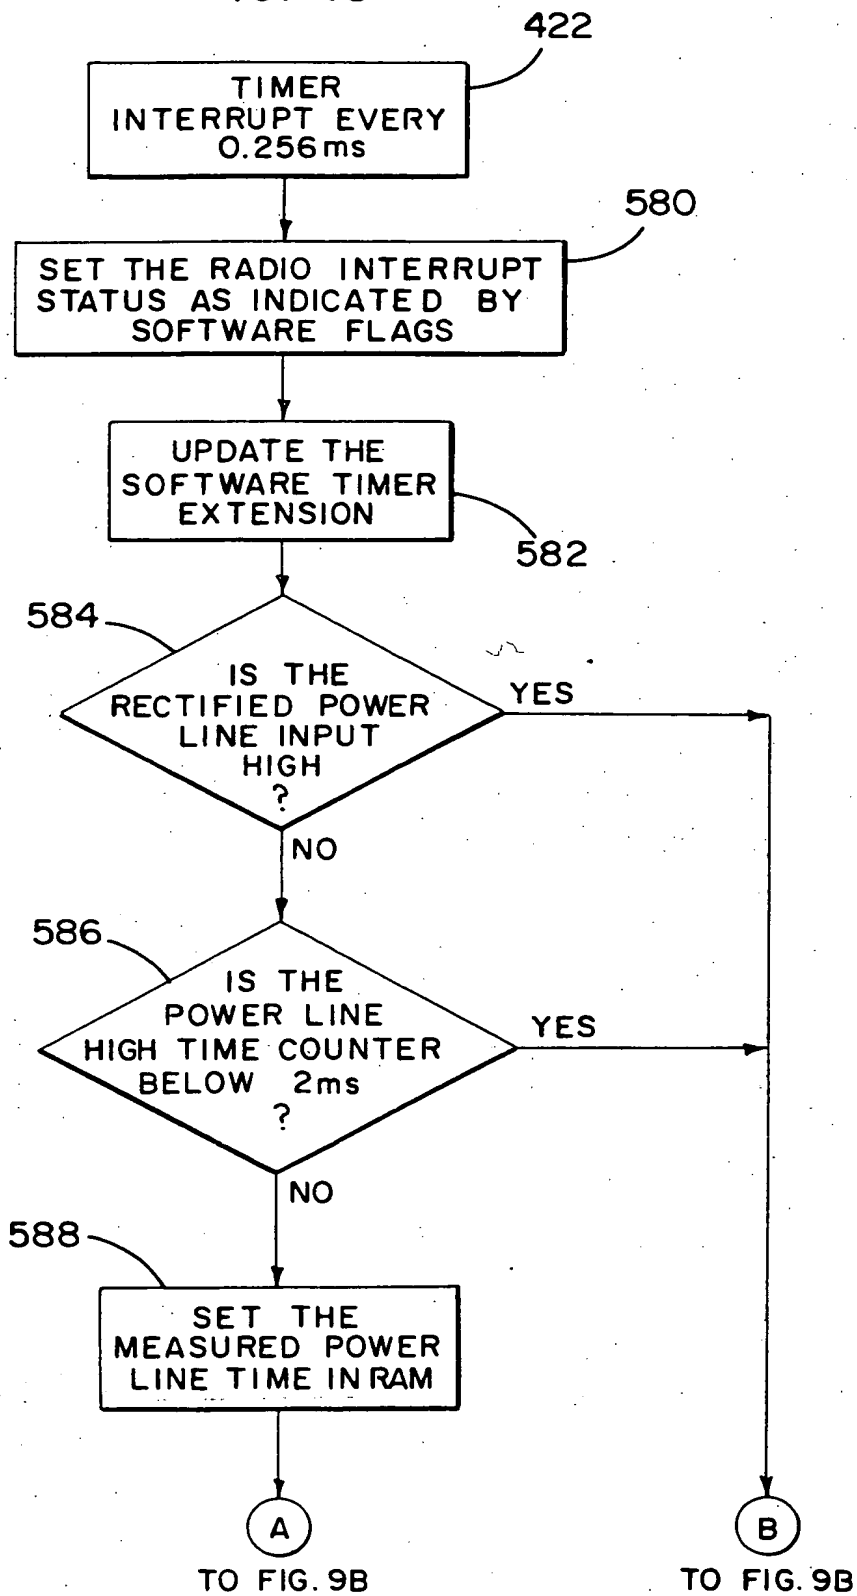 422
TIMER
INTERRUPT EVERY
0.256ms
580
SET THE RADIO INTERRUPT
STATUS AS INDICATED BY
SOFTWARE FLAGS
UPDATE THE
SOFTWARE TIMER
EXTENSION
582
584
IS THE
RECTIFIED POWER
LINE INPUT
HIGH
?
YES
NO
586
IS THE
POWER LINE
HIGH TIME COUNTER
BELOW 2ms
?
YES
NO
588
SET THE
MEASURED POWER
LINE TIME IN RAM
A
B
TO FIG. 9B
TO FIG. 9B